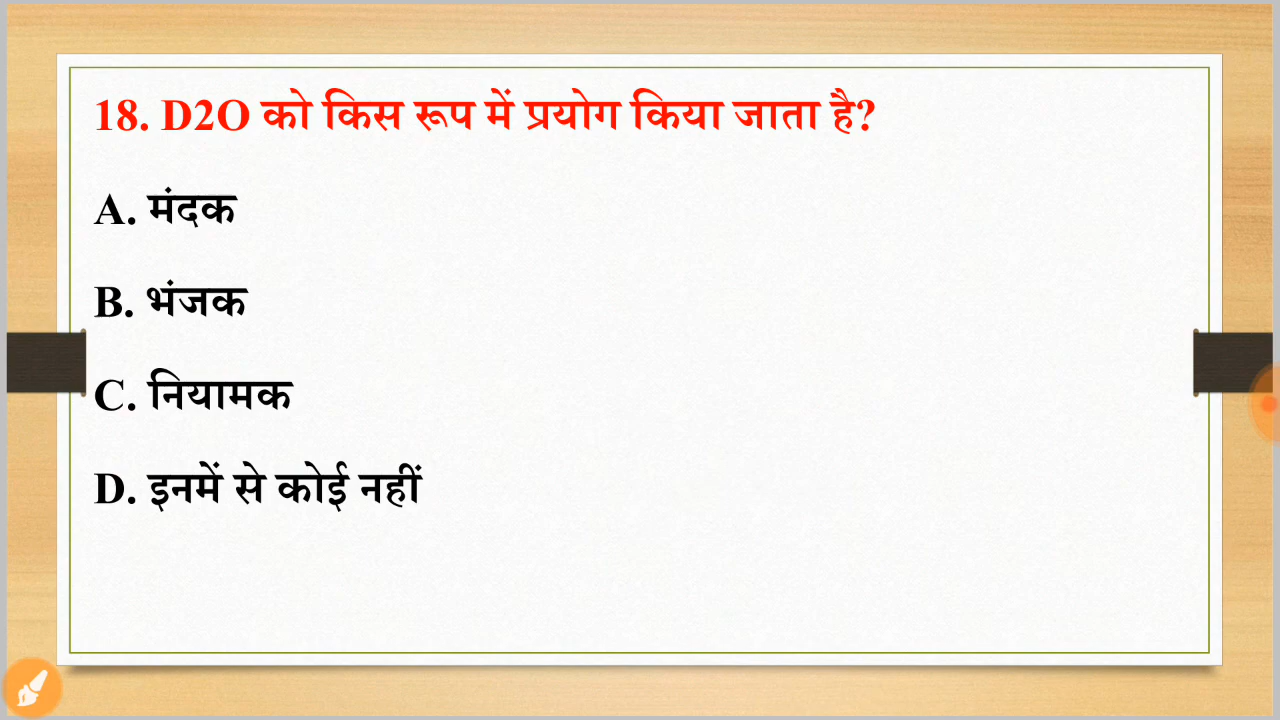 18. D2O को किस रूप में प्रयोग किया जाता है?
A. मंदक
B. भंजक
C. नियामक
D. इनमें से कोई नहीं